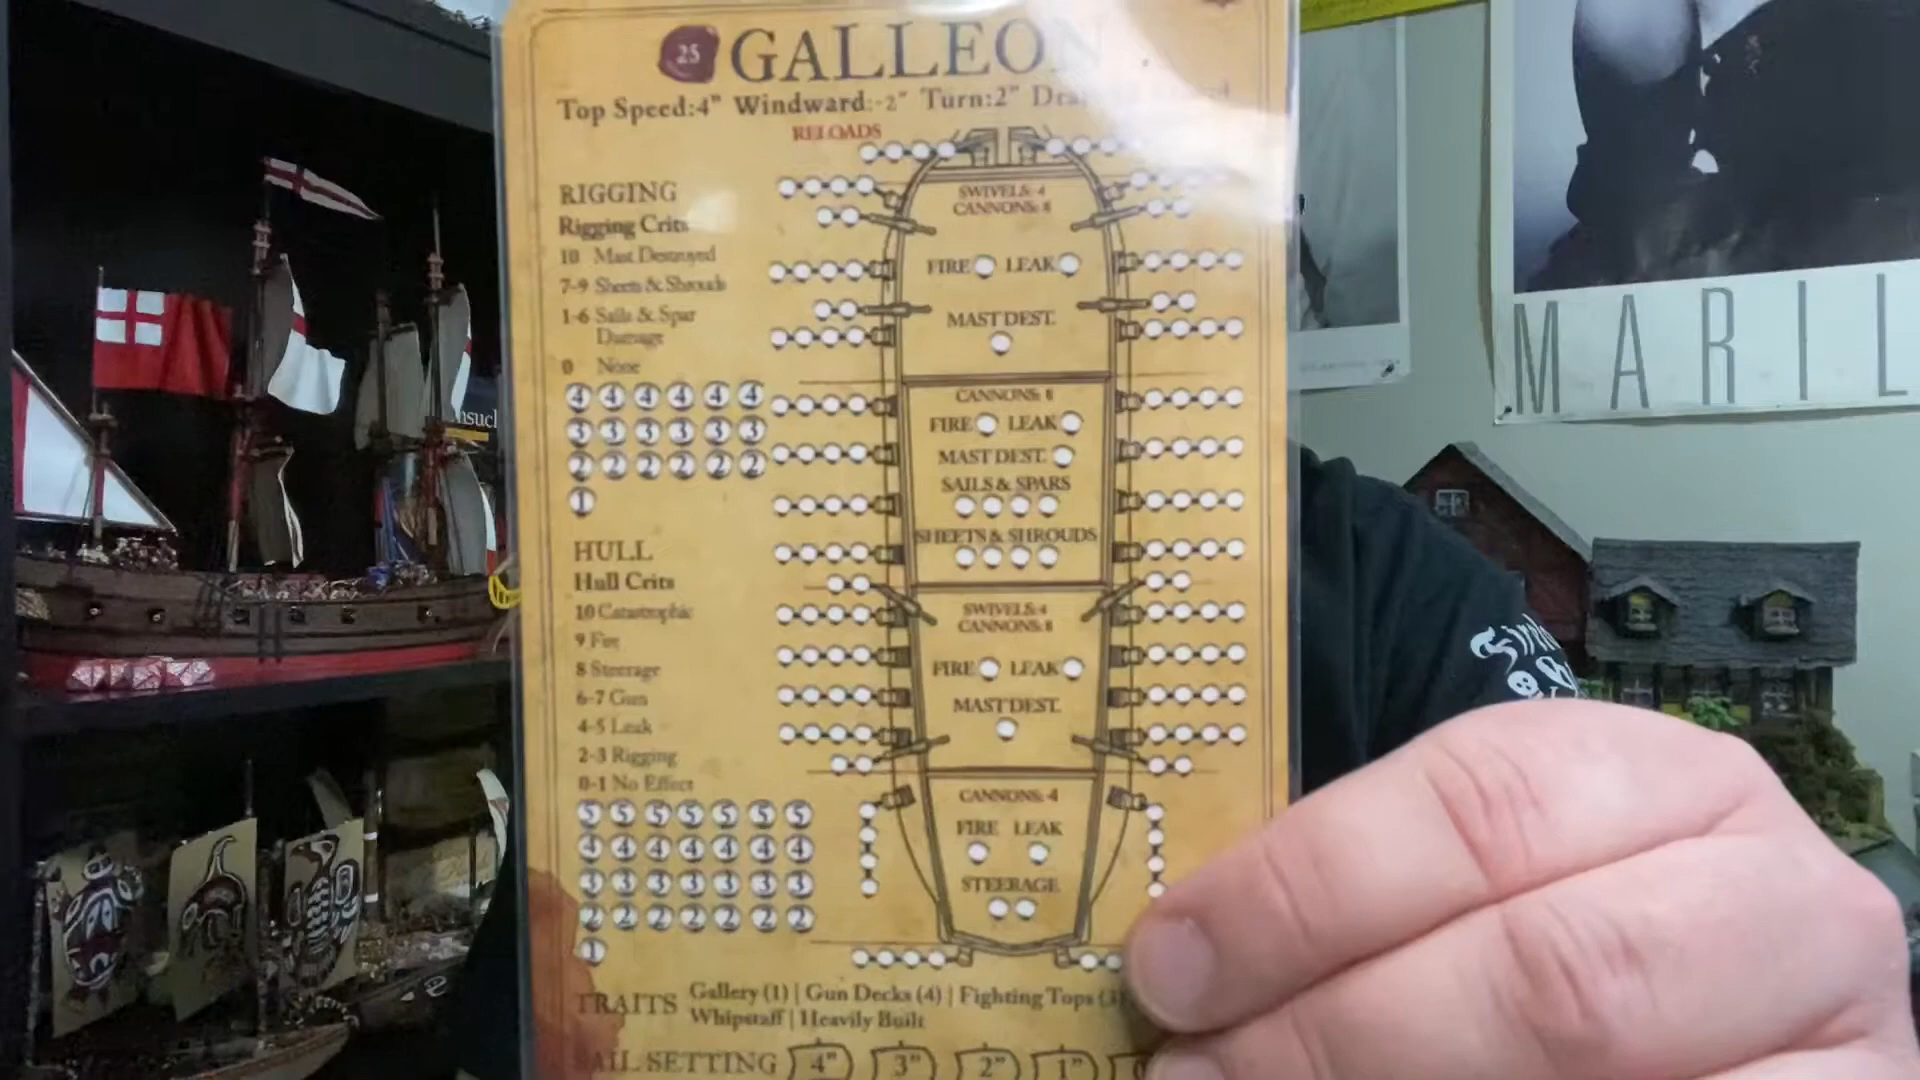 25 GALLEON
Top Speed:4" Windward:-2" Turn:2"
RELOADS
RIGGING
Rigging Crits
10 Mast Destroyed
7-9 Sheets & Shrouds
1-6 Sails & Spar
Damage
0 None
4 4 4 4 4 4
3 3 3 3 3 3
2 2 2 2 2 2
1
HULL
Hull Crits
10 Catastrophic
9 Fire
8 Steerage
6-7 Gun
4-5 Leak
2-3 Rigging
0-1 No Effect
5 5 5 5 5 5 5
4 4 4 4 4 4 4
3 3 3 3 3 3 3
2 2 2 2 2 2 2
1
SWIVELS: 4
CANNONS: 8
FIRE LEAK
MAST DEST.
CANNONS: 8
FIRE LEAK
MAST DEST.
SAILS & SPARS
SHEETS & SHROUDS
SWIVELS: 4
CANNONS: 8
FIRE LEAK
MAST DEST.
CANNONS: 4
FIRE LEAK
STEERAGE
TRAITS Gallery (1) | Gun Decks (4) | Fighting Tops (3)
Whipstaff | Heavily Built
SAIL SETTING 4" 3" 2" 1"
MARIL